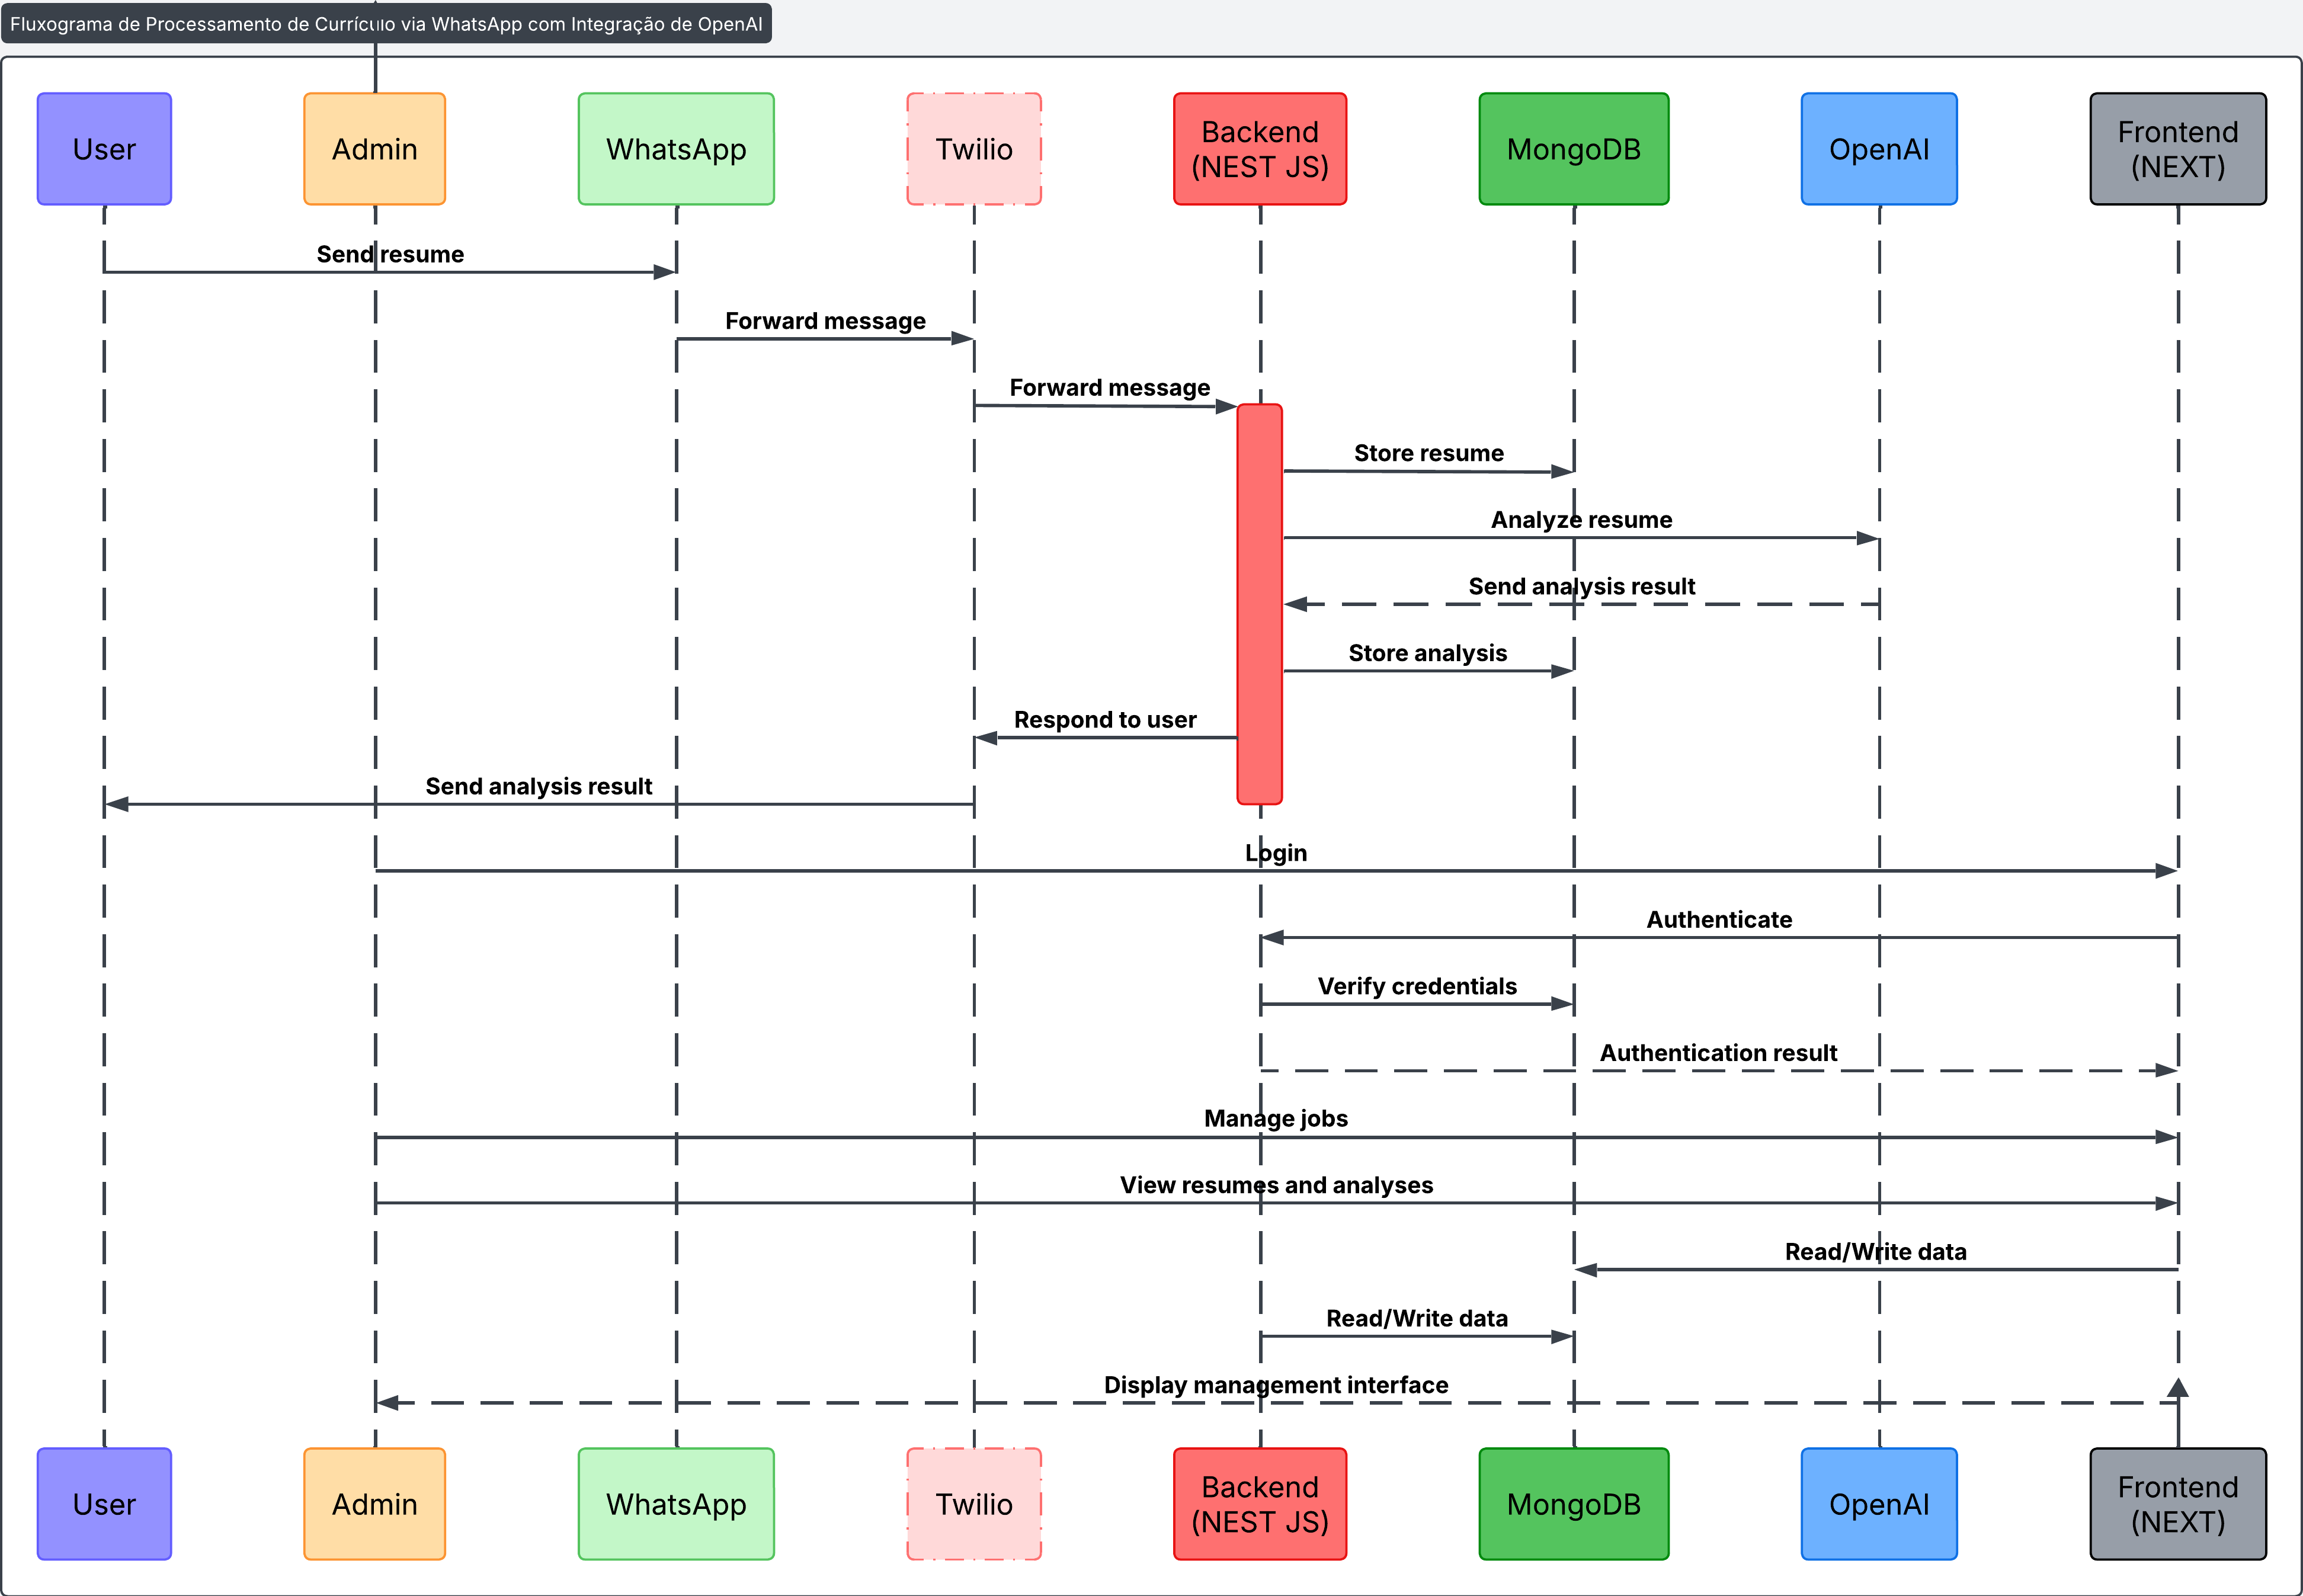 Fluxograma de Processamento de Currículo via WhatsApp com Integração de OpenAI
User
Admin
WhatsApp
Twilio
Backend
(NEST JS)
MongoDB
OpenAI
Frontend
(NEXT)
Send resume
Forward message
Forward message
Store resume
Analyze resume
Send analysis result
Store analysis
Respond to user
Send analysis result
Login
Authenticate
Verify credentials
Authentication result
Manage jobs
View resumes and analyses
Read/Write data
Read/Write data
Display management interface
User
Admin
WhatsApp
Twilio
Backend
(NEST JS)
MongoDB
OpenAI
Frontend
(NEXT)